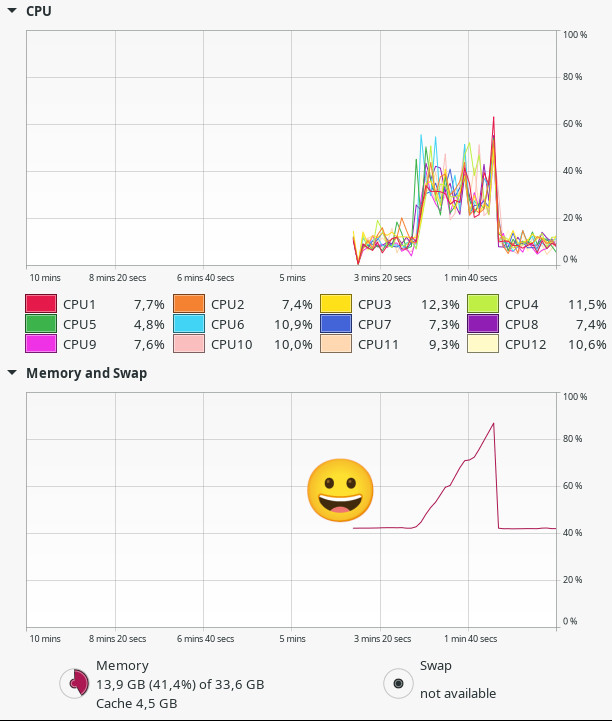 CPU
100 %
80 %
60 %
40 %
20 %
0 %
10 mins 8 mins 20 secs 6 mins 40 secs 5 mins 3 mins 20 secs 1 min 40 secs
CPU1 7,7% CPU2 7,4% CPU3 12,3% CPU4 11,5%
CPU5 4,8% CPU6 10,9% CPU7 7,3% CPU8 7,4%
CPU9 7,6% CPU10 10,0% CPU11 9,3% CPU12 10,6%
Memory and Swap
100 %
80 %
60 %
40 %
20 %
0 %
10 mins 8 mins 20 secs 6 mins 40 secs 5 mins 3 mins 20 secs 1 min 40 secs
Memory
13,9 GB (41,4%) of 33,6 GB
Cache 4,5 GB
Swap
not available